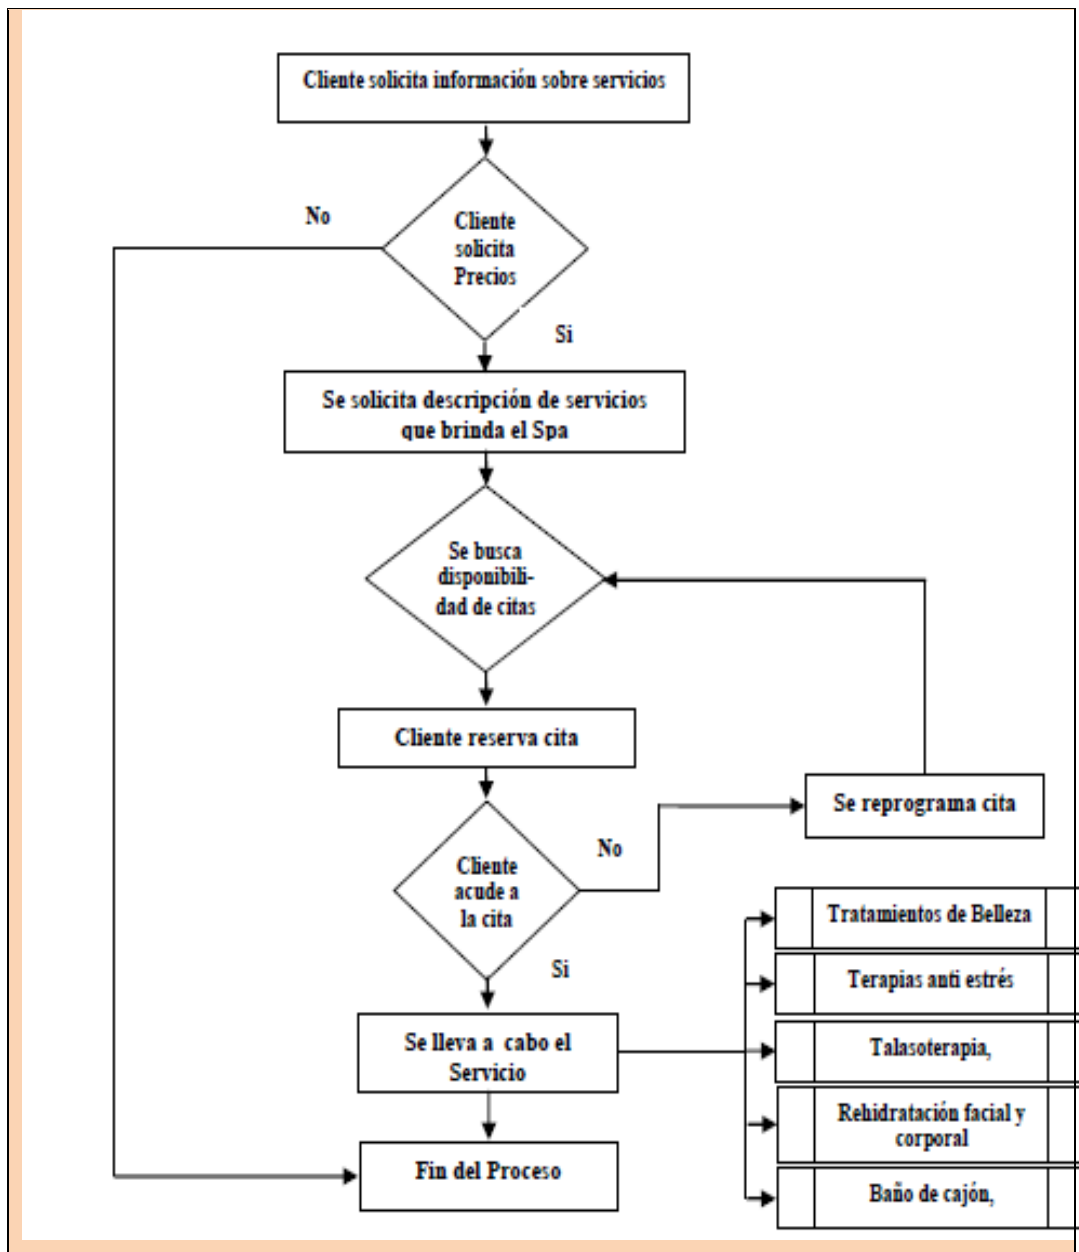 Cliente solicita información sobre servicios
No
Cliente
solicita
Precios
Si
Se solicita descripción de servicios
que brinda el Spa
Se busca
disponibili-
dad de citas
Cliente reserva cita
Se reprograma cita
No
Cliente
acude a
la cita
Si
Tratamientos de Belleza
Terapias anti estrés
Se lleva a cabo el
Servicio
Talasoterapia,
Rehidratación facial y
corporal
Fin del Proceso
Baño de cajón,